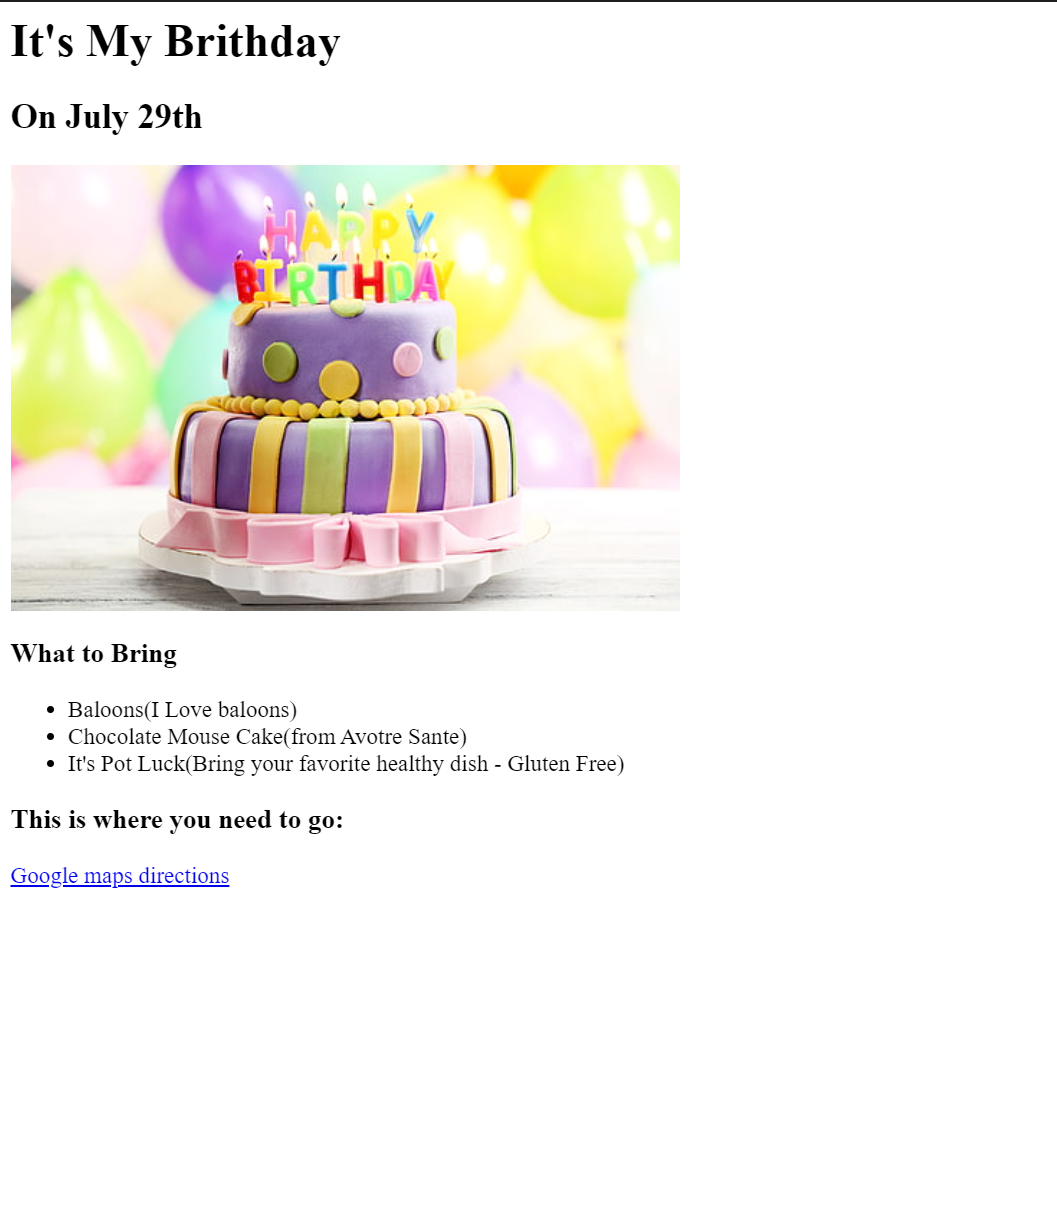 It's My Brithday
On July 29th
HAPPY
BIRTHDAY
What to Bring
Baloons(I Love baloons)
Chocolate Mouse Cake(from Avotre Sante)
It's Pot Luck(Bring your favorite healthy dish - Gluten Free)
This is where you need to go:
Google maps directions